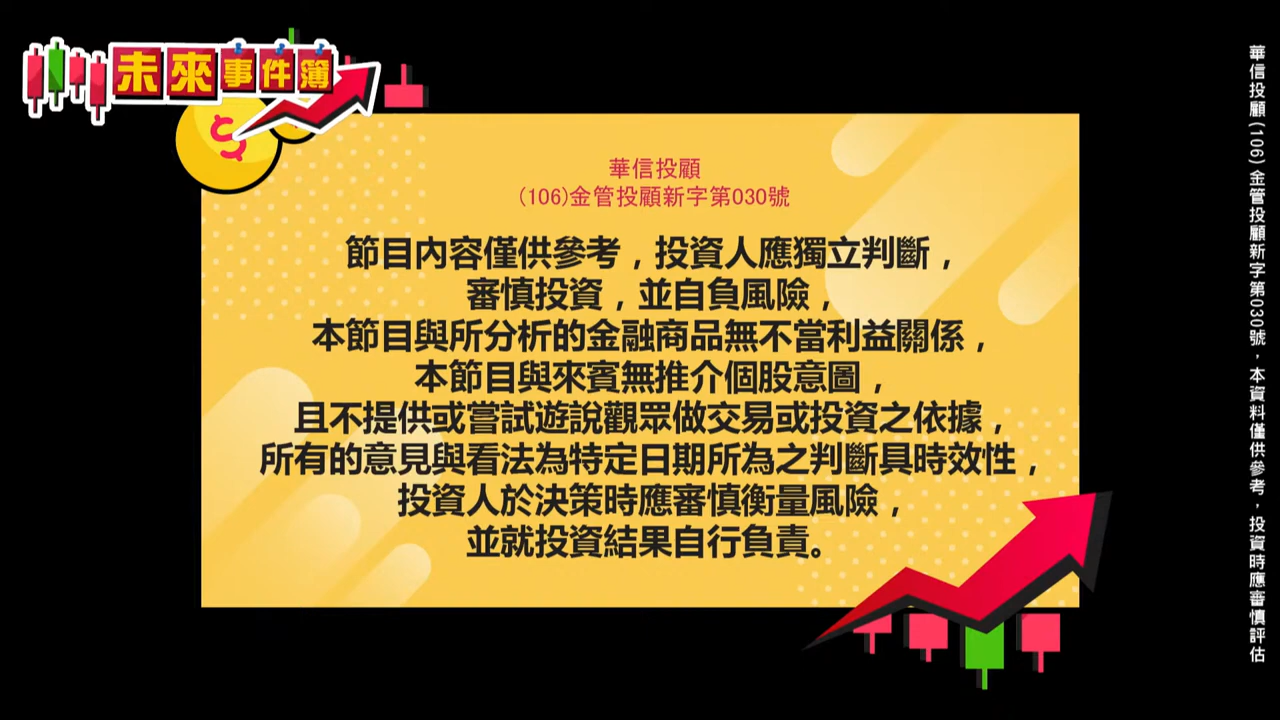 未來事件簿
華信投顧
(106)金管投顧新字第030號
節目內容僅供參考，投資人應獨立判斷，
審慎投資，並自負風險，
本節目與所分析的金融商品無不當利益關係，
本節目與來賓無推介個股意圖，
且不提供或嘗試遊說觀眾做交易或投資之依據，
所有的意見與看法為特定日期所為之判斷具時效性，
投資人於決策時應審慎衡量風險，
並就投資結果自行負責。
華信投顧(106)金管投顧新字第030號，本資料僅供參考，投資時應審慎評估